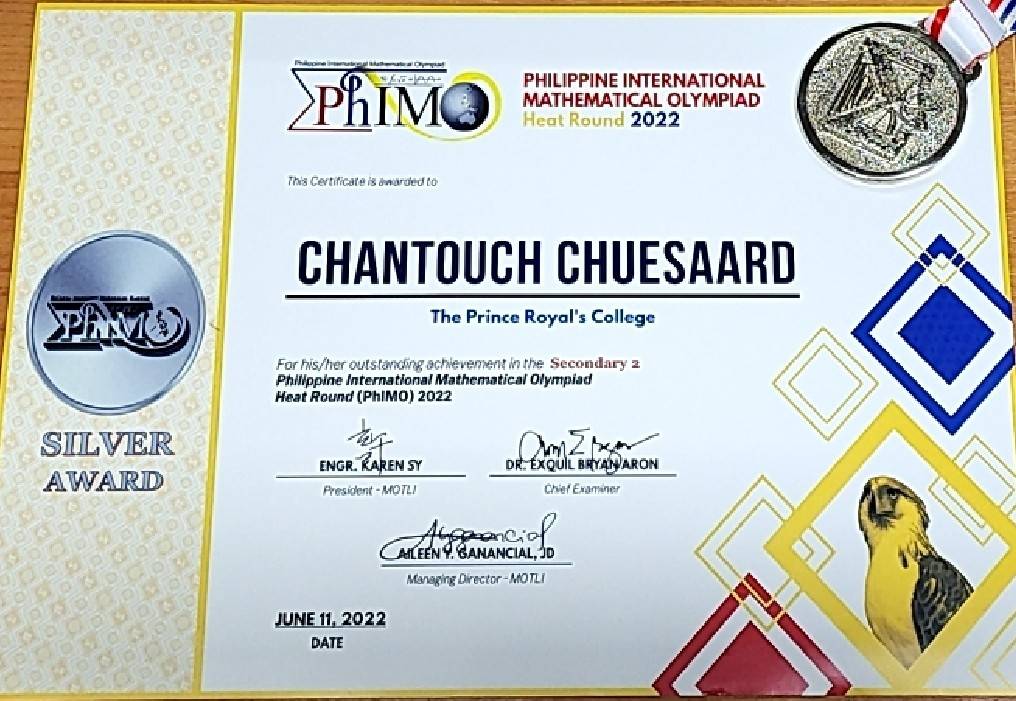 Philippine International Mathematical Olympiad
PhIMO
PHILIPPINE INTERNATIONAL
MATHEMATICAL OLYMPIAD
Heat Round 2022
This Certificate is awarded to
CHANTOUCH CHUESAARD
The Prince Royal's College
For his/her outstanding achievement in the Secondary 2
Philippine International Mathematical Olympiad
Heat Round (PhIMO) 2022
PhIMO
SILVER
AWARD
ENGR. KAREN SY
President - MOTLI
DR. EXQUIL BRYAN ARON
Chief Examiner
AILEEN Y. GANANCIAL, JD
Managing Director - MOTLI
JUNE 11, 2022
DATE